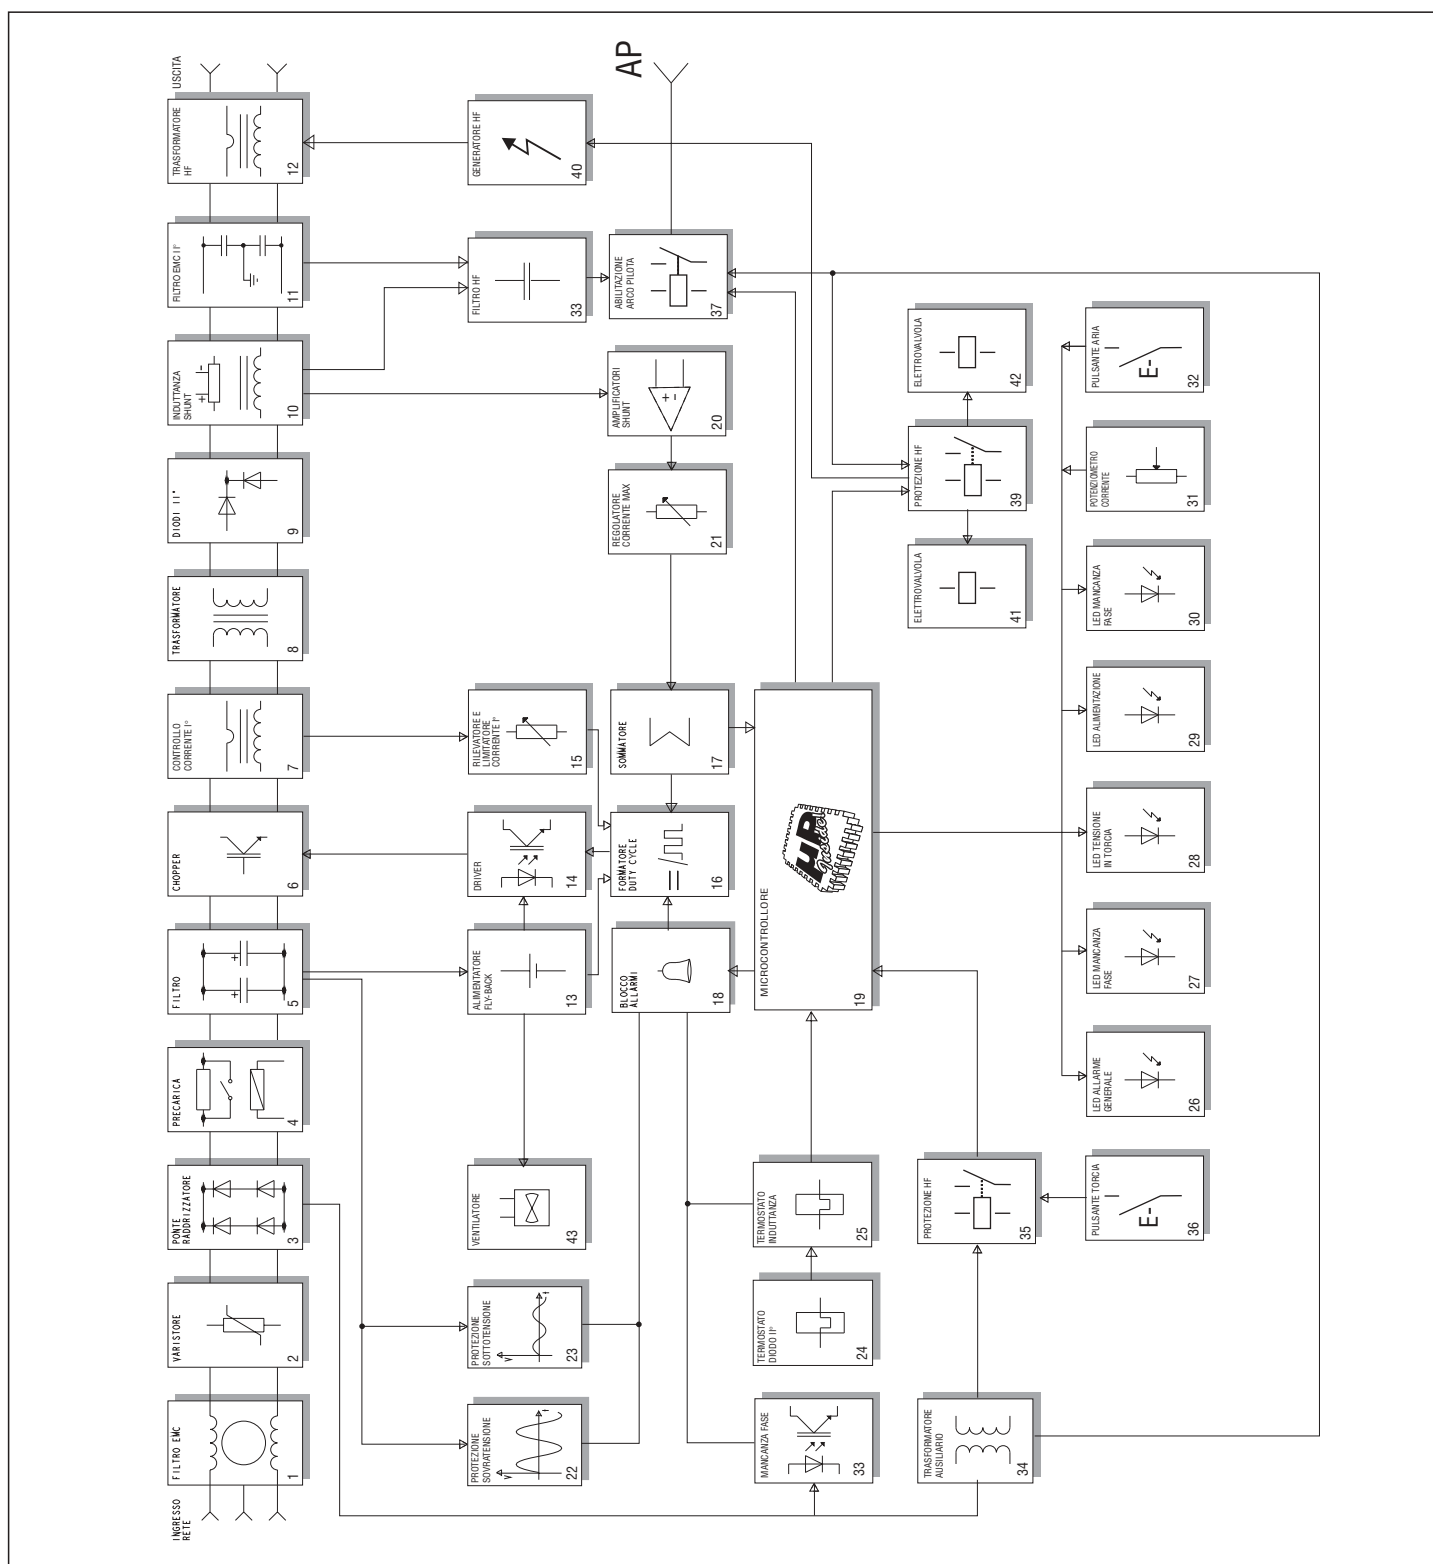 INGRESSO
RETE
FILTRO EMC
1
VARISTORE
2
PONTE
RADDRIZZATORE
3
PRECARICA
4
FILTRO
+
+
5
CHOPPER
6
CONTROLLO
CORRENTE I°
7
TRASFORMATORE
8
DIODI II°
9
INDUTTANZA
SHUNT
+ -
10
FILTRO EMC II°
11
TRASFORMATORE
HF
12
USCITA
PROTEZIONE
SOVRATENSIONE
V
t
22
PROTEZIONE
SOTTOTENSIONE
V
t
23
VENTILATORE
43
ALIMENTATORE
FLY-BACK
13
DRIVER
14
RILEVATORE E
LIMITATORE
CORRENTE I°
15
FILTRO HF
33
GENERATORE HF
40
BLOCCO
ALLARMI
18
FORMATORE
DUTY CYCLE
=
16
SOMMATORE
Σ
17
REGOLATORE
CORRENTE MAX
21
AMPLIFICATORI
SHUNT
+
-
20
ABILITAZIONE
ARCO PILOTA
37
AP
MANCANZA FASE
33
TERMOSTATO
DIODO II°
24
TERMOSTATO
INDUTTANZA
25
MICROCONTROLLORE
µP
Inside!
19
TRASFORMATORE
AUSILIARIO
34
PROTEZIONE HF
35
ELETTROVALVOLA
41
PROTEZIONE HF
39
ELETTROVALVOLA
42
PULSANTE TORCIA
E-
36
LED ALLARME
GENERALE
26
LED MANCANZA
FASE
27
LED TENSIONE
IN TORCIA
28
LED ALIMENTAZIONE
29
LED MANCANZA
FASE
30
POTENZIOMETRO
CORRENTE
31
PULSANTE ARIA
E-
32